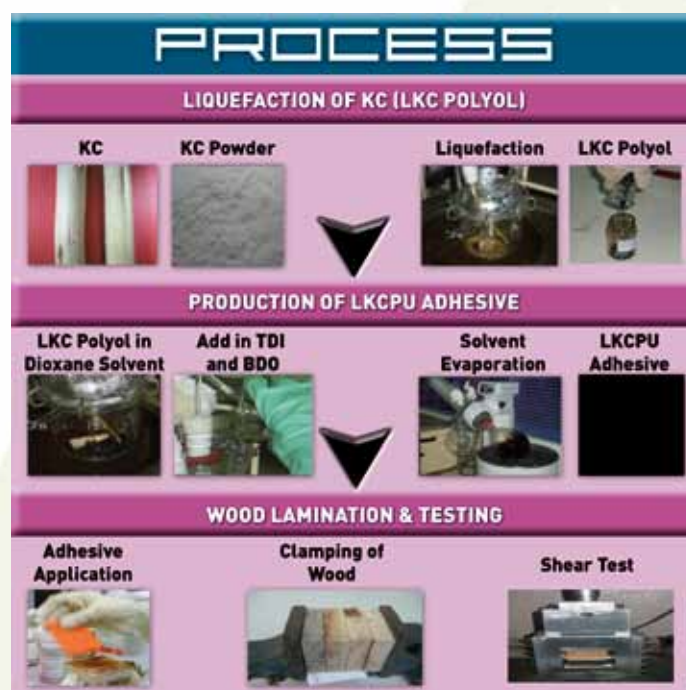 PROCESS
LIQUEFACTION OF KC (LKC POLYOL)
KC
KC Powder
Liquefaction
LKC Polyol
PRODUCTION OF LKCPU ADHESIVE
LKC Polyol in
Dioxane Solvent
Add in TDI
and BDO
Solvent
Evaporation
LKCPU
Adhesive
WOOD LAMINATION & TESTING
Adhesive
Application
Clamping of
Wood
Shear Test